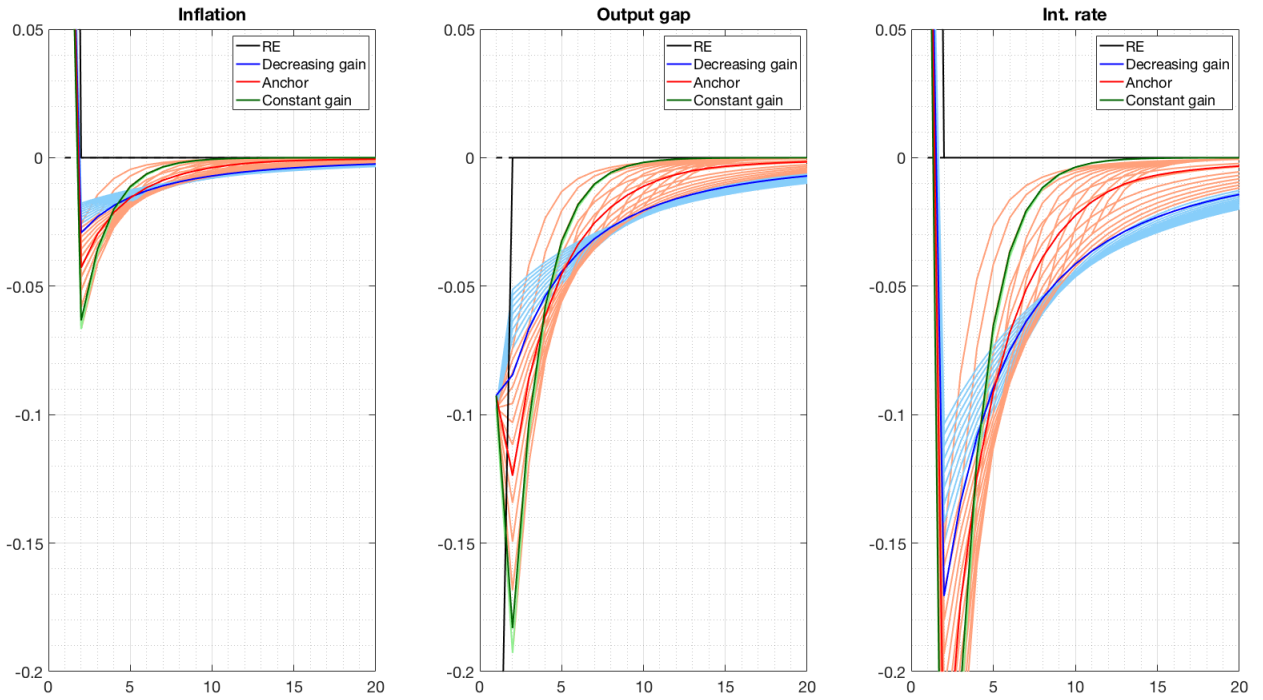 Inflation
0.05
0
-0.05
-0.1
-0.15
-0.2
0
5
10
15
20
RE
Decreasing gain
Anchor
Constant gain
Output gap
0.05
0
-0.05
-0.1
-0.15
-0.2
0
5
10
15
20
RE
Decreasing gain
Anchor
Constant gain
Int. rate
0.05
0
-0.05
-0.1
-0.15
-0.2
0
5
10
15
20
RE
Decreasing gain
Anchor
Constant gain